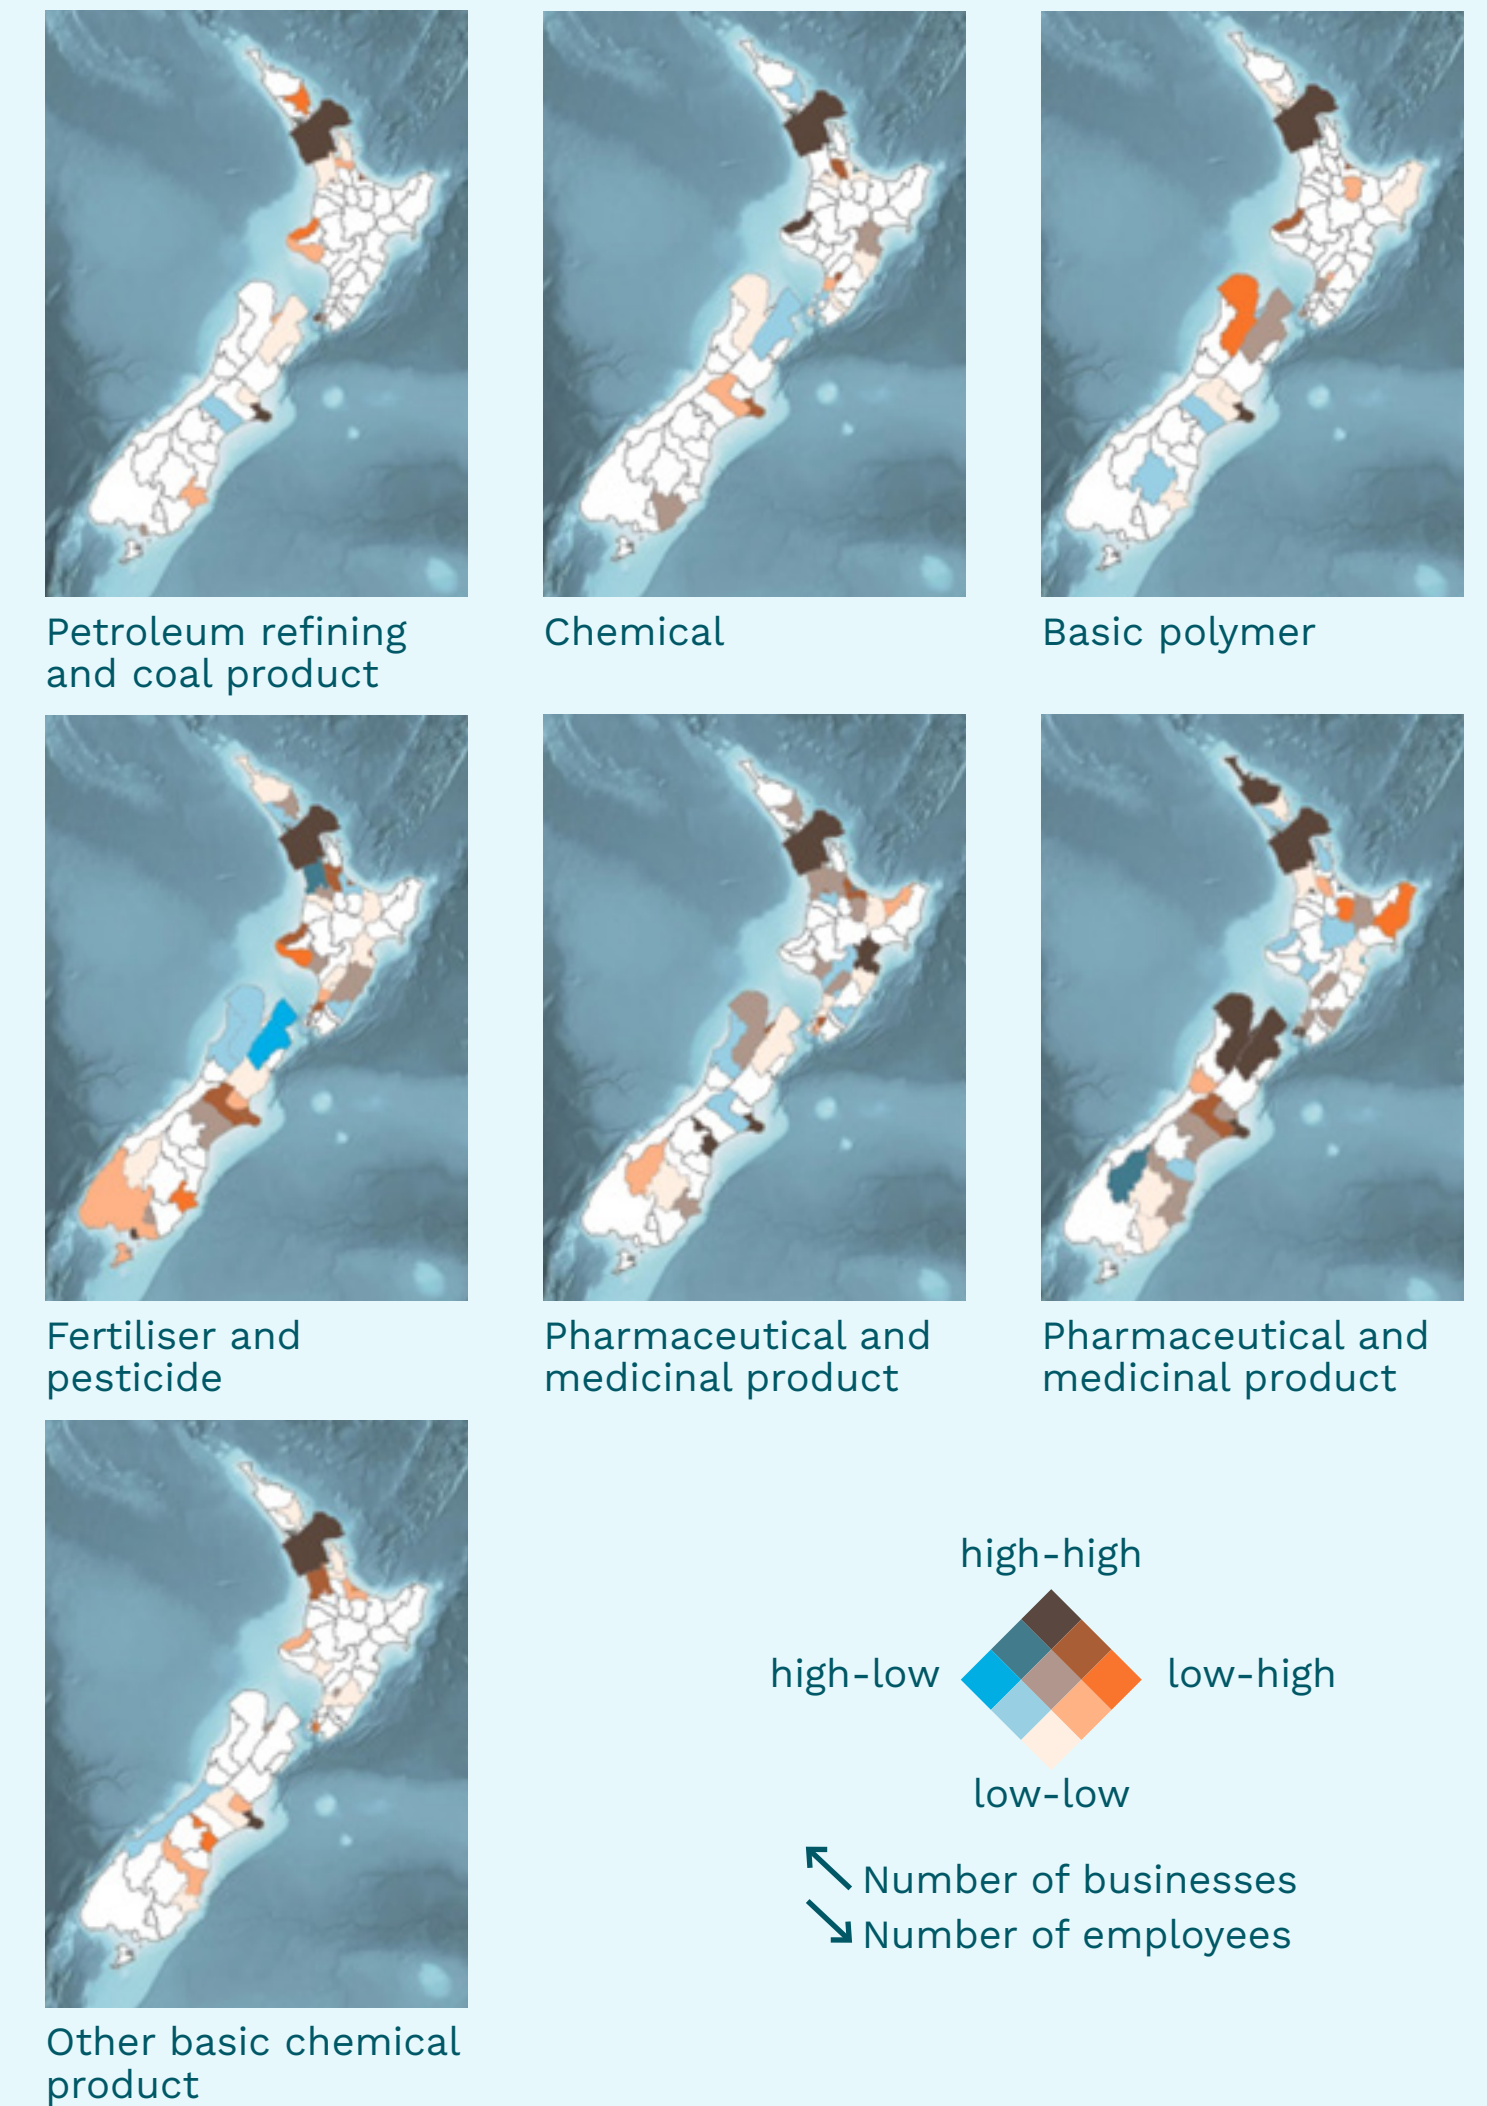 Petroleum refining
and coal product
Chemical
Basic polymer
Fertiliser and
pesticide
Pharmaceutical and
medicinal product
Pharmaceutical and
medicinal product
Other basic chemical
product
high-high
high-low
low-high
low-low
Number of businesses
Number of employees